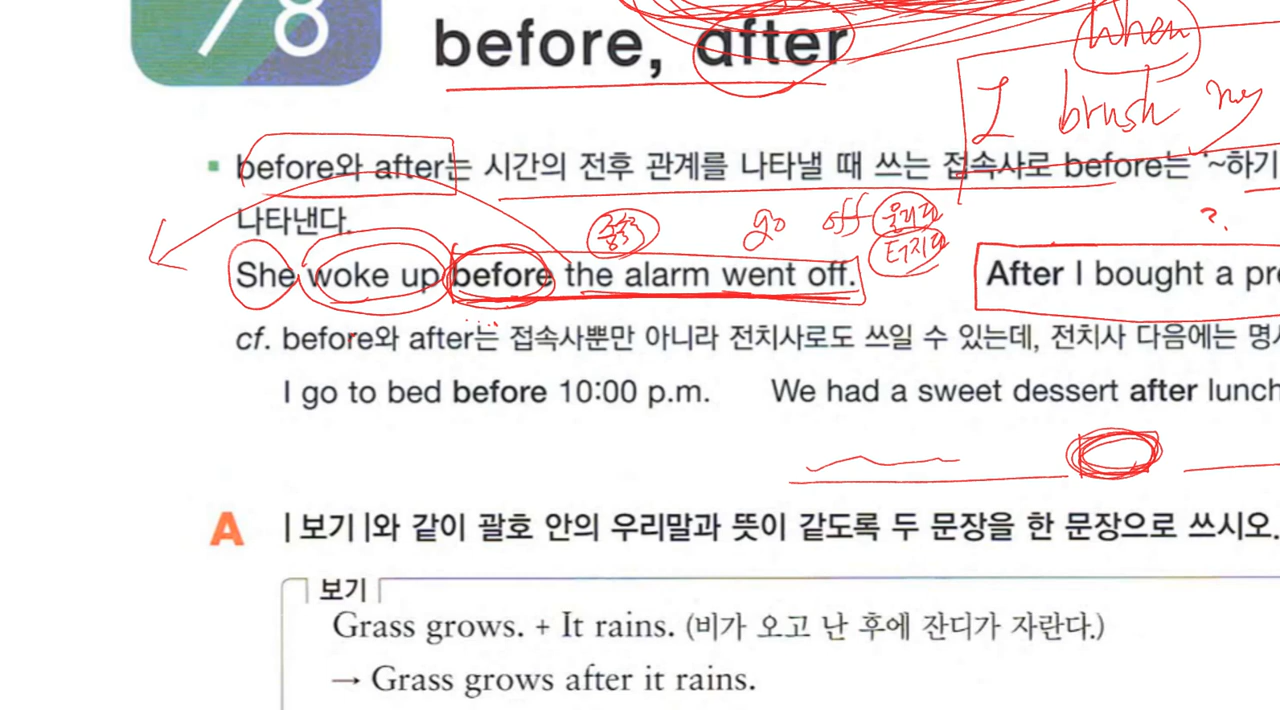 78
before, after
When
I brush my
before와 after는 시간의 전후 관계를 나타낼 때 쓰는 접속사로 before는 '~하기
나타낸다.
go off 울리다
터지다
?
She woke up before the alarm went off.
After I bought a pre
cf. before와 after는 접속사뿐만 아니라 전치사로도 쓰일 수 있는데, 전치사 다음에는 명사
I go to bed before 10:00 p.m.
We had a sweet dessert after lunch
A |보기|와 같이 괄호 안의 우리말과 뜻이 같도록 두 문장을 한 문장으로 쓰시오.
보기
Grass grows. + It rains. (비가 오고 난 후에 잔디가 자란다.)
→ Grass grows after it rains.